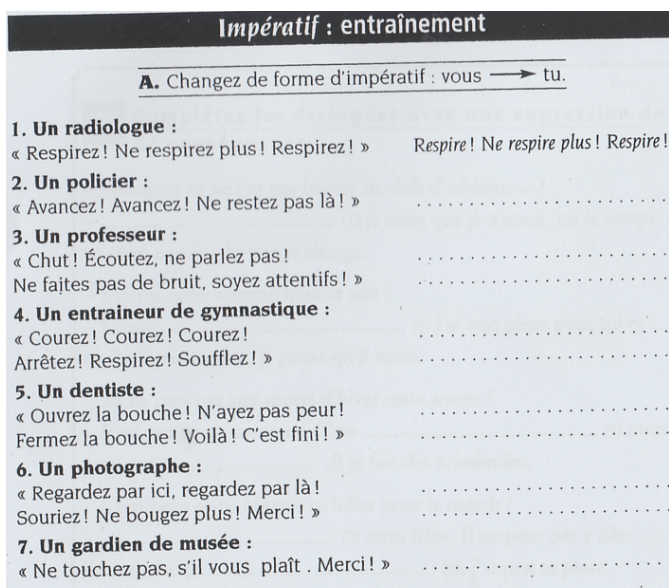 Impératif : entraînement
A. Changez de forme d'impératif : vous → tu.
1. Un radiologue :
« Respirez ! Ne respirez plus ! Respirez ! » Respire ! Ne respire plus ! Respire !
2. Un policier :
« Avancez ! Avancez ! Ne restez pas là ! »
3. Un professeur :
« Chut ! Écoutez, ne parlez pas !
Ne faites pas de bruit, soyez attentifs ! »
4. Un entraineur de gymnastique :
« Courez ! Courez ! Courez !
Arrêtez ! Respirez ! Soufflez ! »
5. Un dentiste :
« Ouvrez la bouche ! N'ayez pas peur !
Fermez la bouche ! Voilà ! C'est fini ! »
6. Un photographe :
« Regardez par ici, regardez par là !
Souriez ! Ne bougez plus ! Merci ! »
7. Un gardien de musée :
« Ne touchez pas, s'il vous plaît . Merci ! »